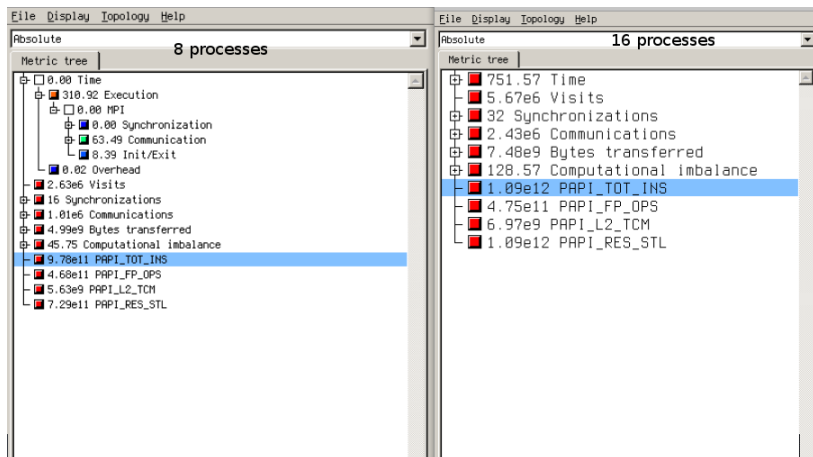 File Display Topology Help
Absolute
8 processes
Metric tree
0.00 Time
310.92 Execution
0.00 MPI
0.00 Synchronization
63.49 Communication
8.39 Init/Exit
0.02 Overhead
2.63e6 Visits
16 Synchronizations
1.01e6 Communications
4.99e9 Bytes transferred
45.75 Computational imbalance
9.78e11 PAPI_TOT_INS
4.68e11 PAPI_FP_OPS
5.63e9 PAPI_L2_TCM
7.29e11 PAPI_RES_STL
File Display Topology Help
Absolute
16 processes
Metric tree
751.57 Time
5.67e6 Visits
32 Synchronizations
2.43e6 Communications
7.48e9 Bytes transferred
128.57 Computational imbalance
1.09e12 PAPI_TOT_INS
4.75e11 PAPI_FP_OPS
6.97e9 PAPI_L2_TCM
1.09e12 PAPI_RES_STL